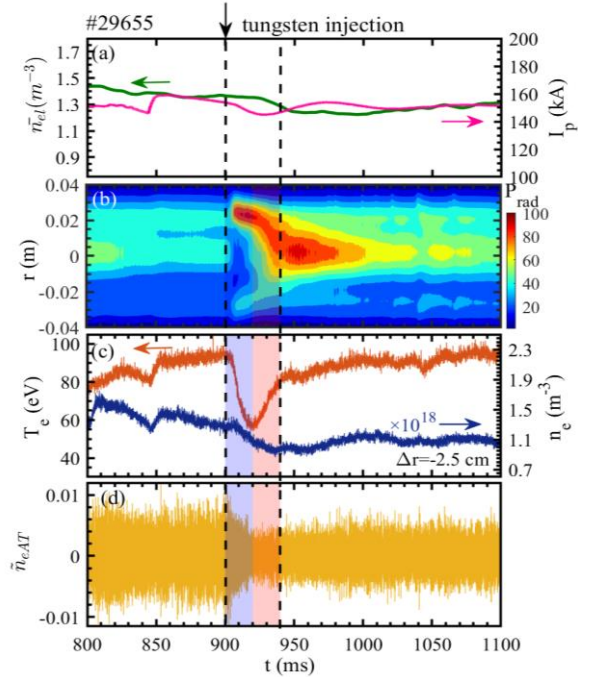 #29655 tungsten injection
(a)
1.7
1.5
1.3
1.1
0.9
n̄el(m⁻³)
200
180
160
140
120
100
Ip (kA)
(b)
0.04
0.02
0
-0.02
-0.04
r (m)
Prad
100
80
60
40
20
(c)
100
80
60
40
Te (eV)
2.2
1.9
1.5
1.1
0.7
ne (m⁻³)
×10¹⁸
Δr=-2.5 cm
(d)
0.01
0
-0.01
ñeAT
800 850 900 950 1000 1050 1100
t (ms)